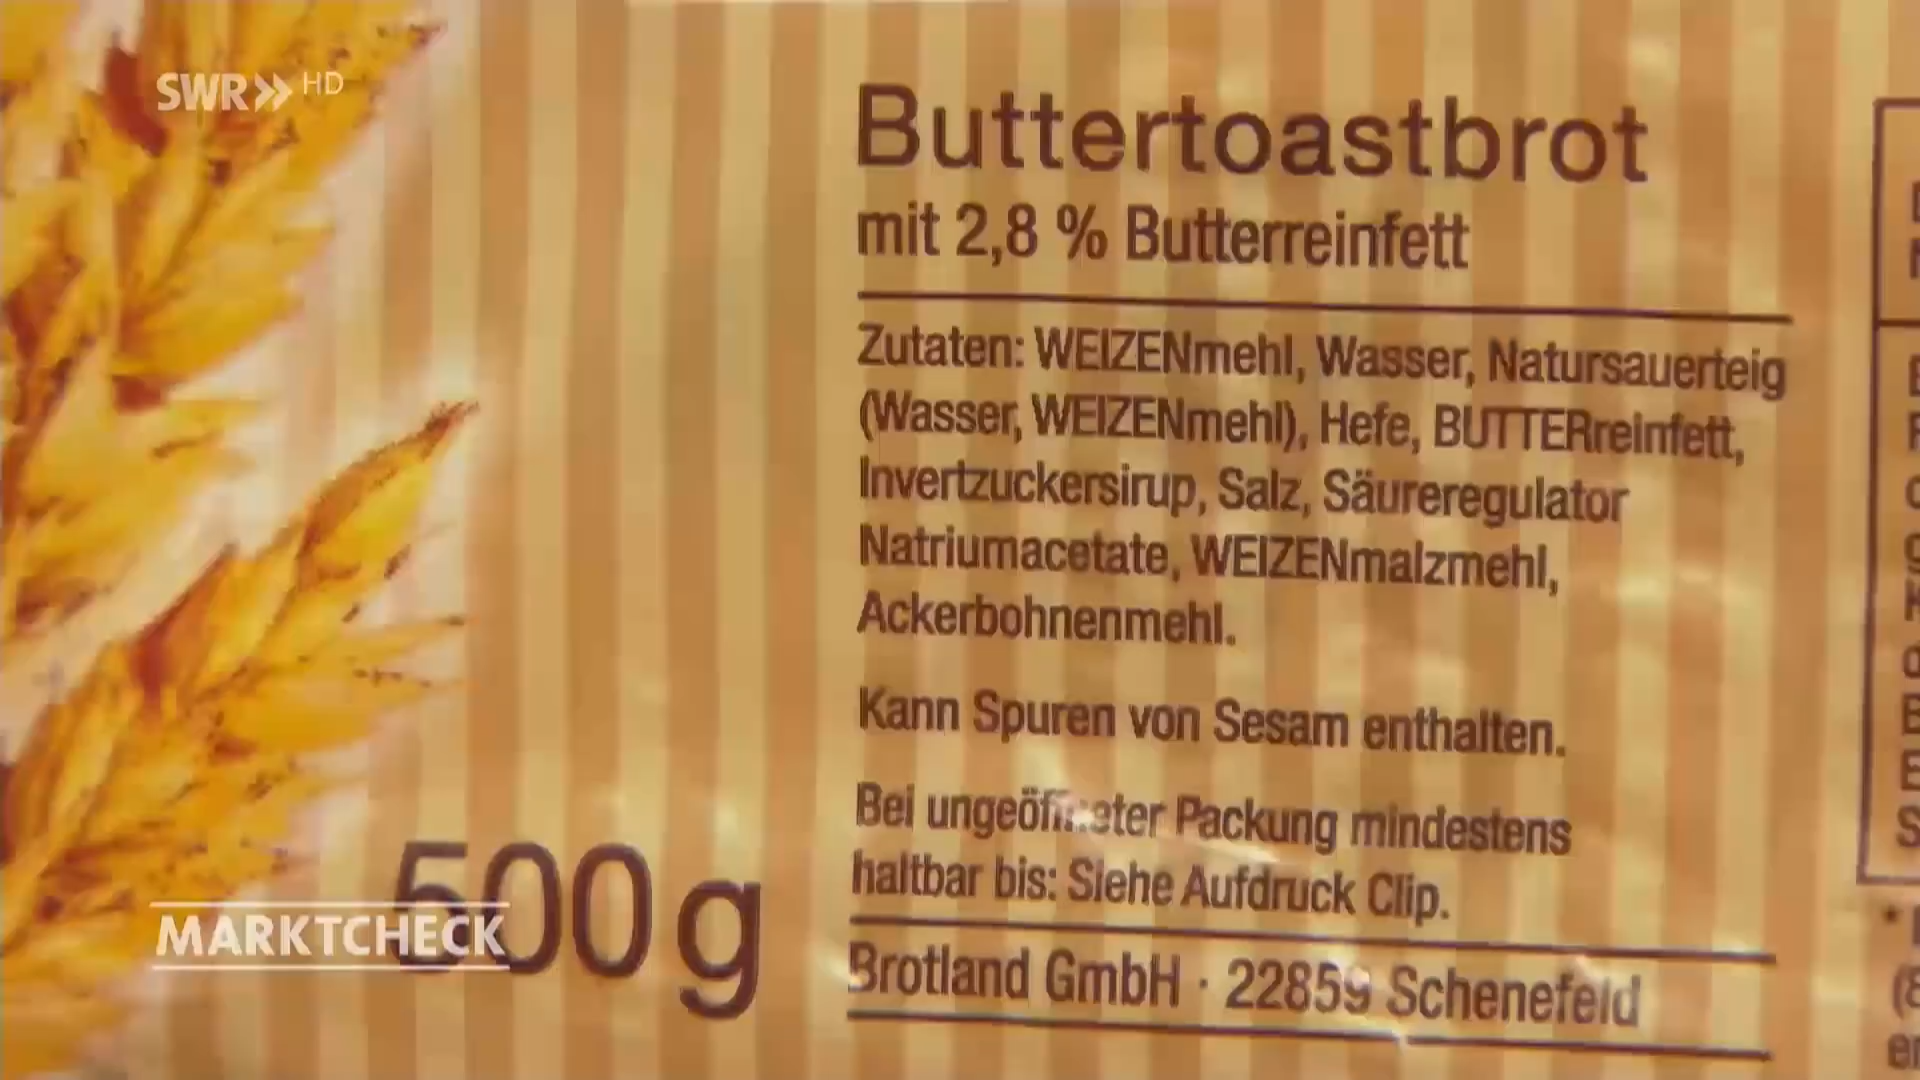 SWR» HD
Buttertoastbrot
mit 2,8 % Butterreinfett
Zutaten: WEIZENmehl, Wasser, Natursauerteig
(Wasser, WEIZENmehl), Hefe, BUTTERreinfett,
Invertzuckersirup, Salz, Säureregulator
Natriumacetate, WEIZENmalzmehl,
Ackerbohnenmehl.
Kann Spuren von Sesam enthalten.
Bei ungeöffneter Packung mindestens
haltbar bis: Siehe Aufdruck Clip.
500 g
MARKTCHECK
Brotland GmbH · 22859 Schenefeld